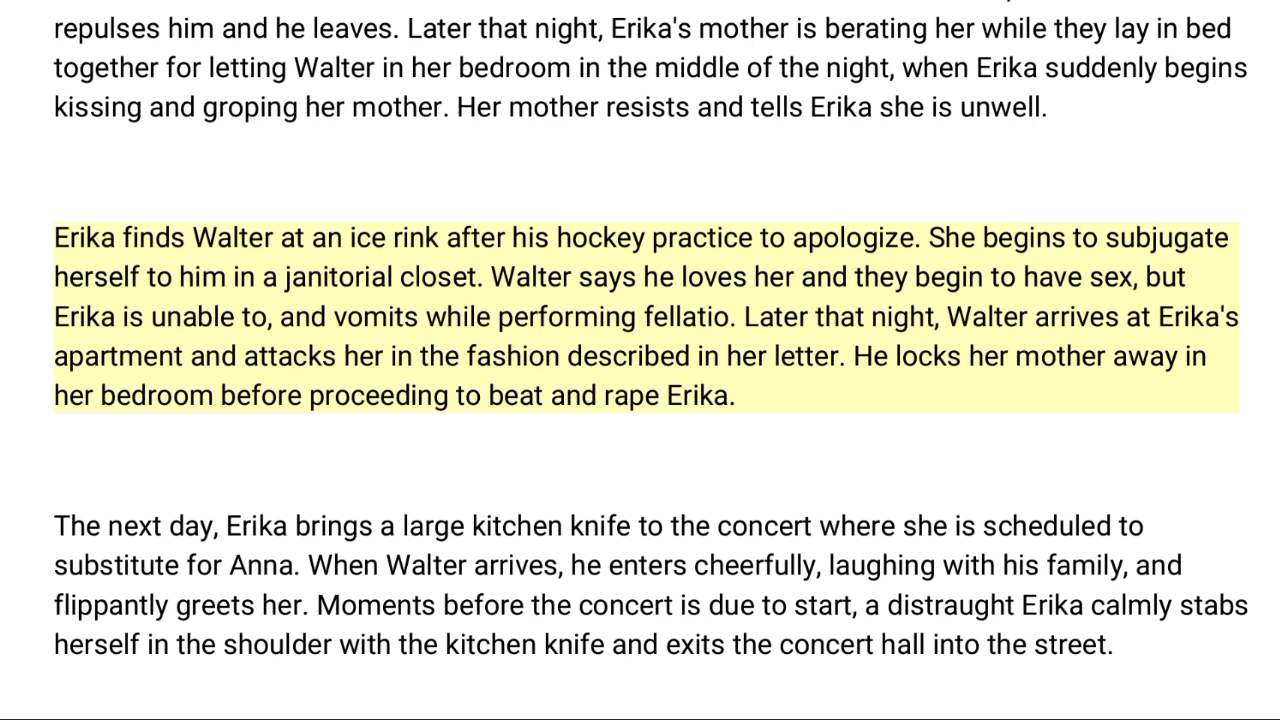 repulses him and he leaves. Later that night, Erika's mother is berating her while they lay in bed
together for letting Walter in her bedroom in the middle of the night, when Erika suddenly begins
kissing and groping her mother. Her mother resists and tells Erika she is unwell.
Erika finds Walter at an ice rink after his hockey practice to apologize. She begins to subjugate
herself to him in a janitorial closet. Walter says he loves her and they begin to have sex, but
Erika is unable to, and vomits while performing fellatio. Later that night, Walter arrives at Erika's
apartment and attacks her in the fashion described in her letter. He locks her mother away in
her bedroom before proceeding to beat and rape Erika.
The next day, Erika brings a large kitchen knife to the concert where she is scheduled to
substitute for Anna. When Walter arrives, he enters cheerfully, laughing with his family, and
flippantly greets her. Moments before the concert is due to start, a distraught Erika calmly stabs
herself in the shoulder with the kitchen knife and exits the concert hall into the street.